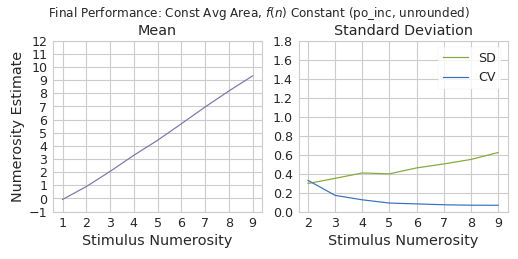 Final Performance: Const Avg Area, f(n) Constant (po_inc, unrounded)
Mean
Standard Deviation
Numerosity Estimate
12
11
10
9
8
7
6
5
4
3
2
1
0
−1
1 2 3 4 5 6 7 8 9
Stimulus Numerosity
1.8
1.6
1.4
1.2
1.0
0.8
0.6
0.4
0.2
0.0
SD
CV
2 3 4 5 6 7 8 9
Stimulus Numerosity